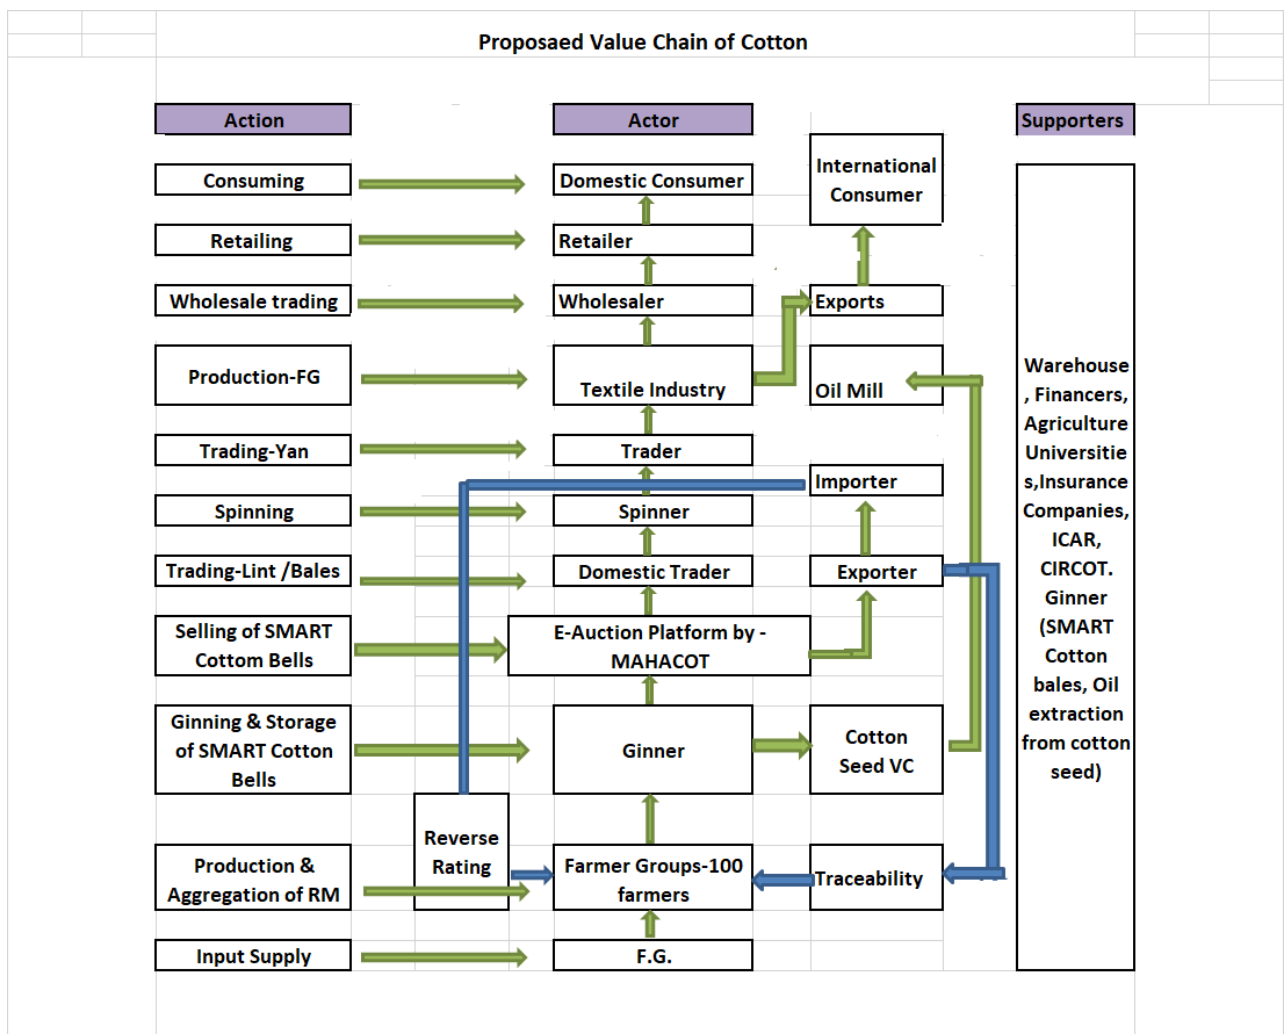 Proposaed Value Chain of Cotton
Action
Actor
Supporters
Consuming
Domestic Consumer
International
Consumer
Retailing
Retailer
Wholesale trading
Wholesaler
Exports
Production-FG
Textile Industry
Oil Mill
Trading-Yan
Trader
Importer
Spinning
Spinner
Trading-Lint /Bales
Domestic Trader
Exporter
Selling of SMART
Cottom Bells
E-Auction Platform by -
MAHACOT
Ginning & Storage
of SMART Cotton
Bells
Ginner
Cotton
Seed VC
Reverse
Rating
Production &
Aggregation of RM
Farmer Groups-100
farmers
Traceability
Input Supply
F.G.
Warehouse
, Financers,
Agriculture
Universitie
s,Insurance
Companies,
ICAR,
CIRCOT.
Ginner
(SMART
Cotton
bales, Oil
extraction
from cotton
seed)